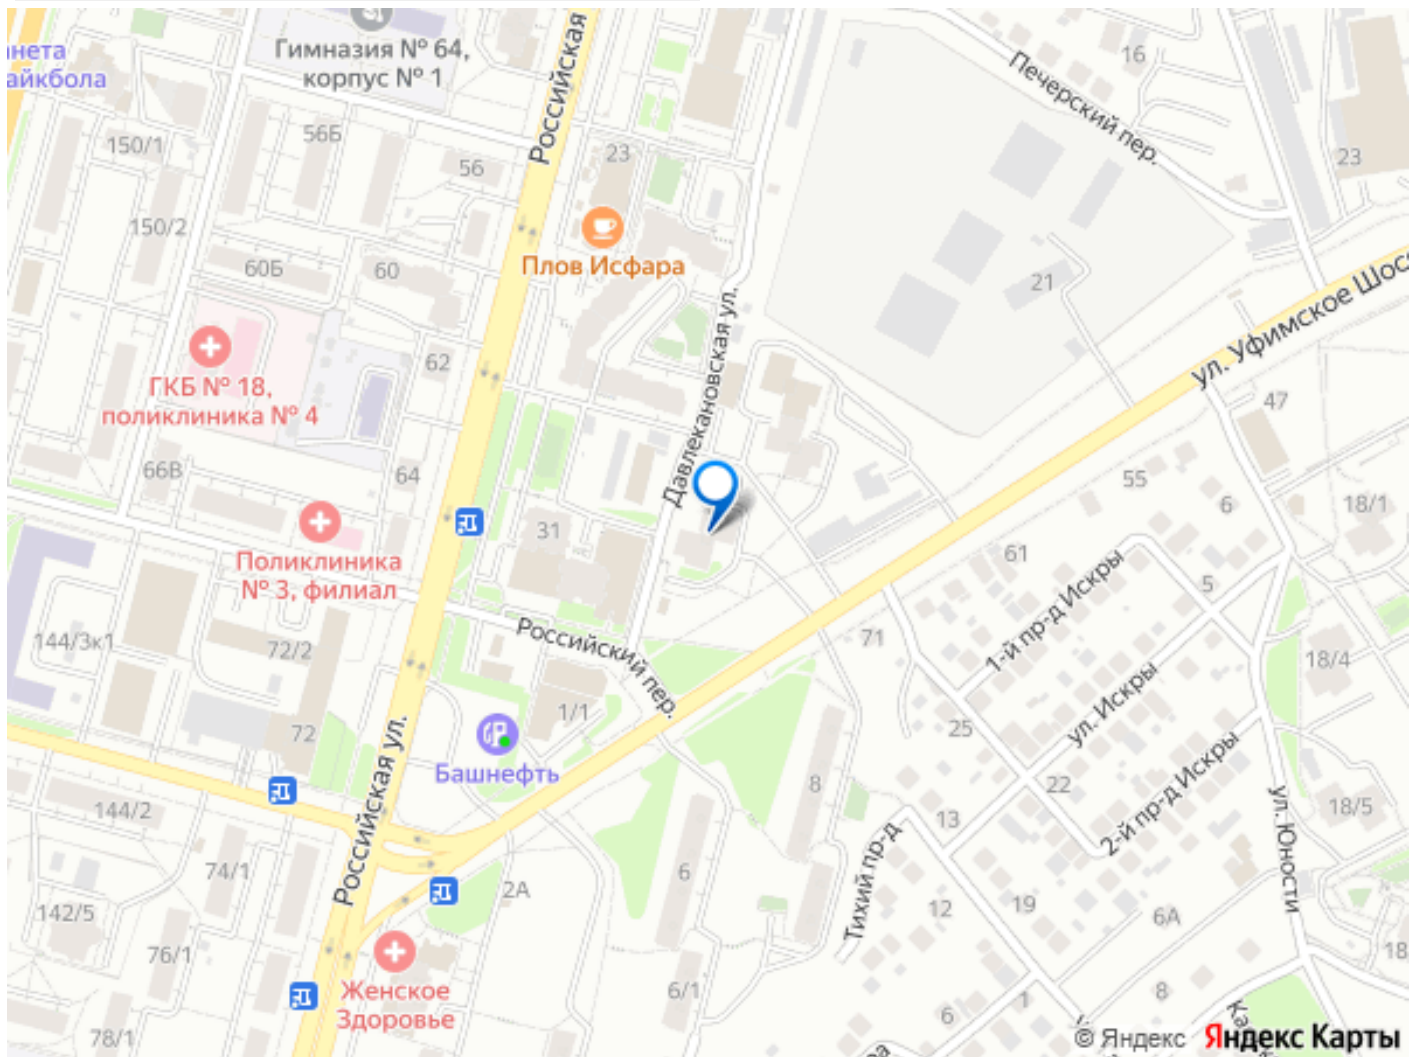 анета
айкбола
Гимназия № 64,
корпус № 1
Российская
16
Печерский пер.
23
150/1
56Б
56
23
150/2
60Б
60
Плов Исфара
21
ул. Уфимское Шосс
62
ГКБ № 18,
поликлиника № 4
Давлекановская ул.
47
66В
64
55
6
18/1
31
61
Поликлиника
№ 3, филиал
5
1-й пр-д Искры
144/3к1
72/2
Российский пер.
71
18/4
ул. Искры
1/1
25
72
Российская ул.
Башнефть
8
22
2-й пр-д Искры
ул. Юности
18/5
144/2
13
Тихий пр-д
74/1
6
2А
142/5
12
19
6А
76/1
18
Женское
Здоровье
6/1
1
8
6
78/1
© Яндекс
Яндекс Карты